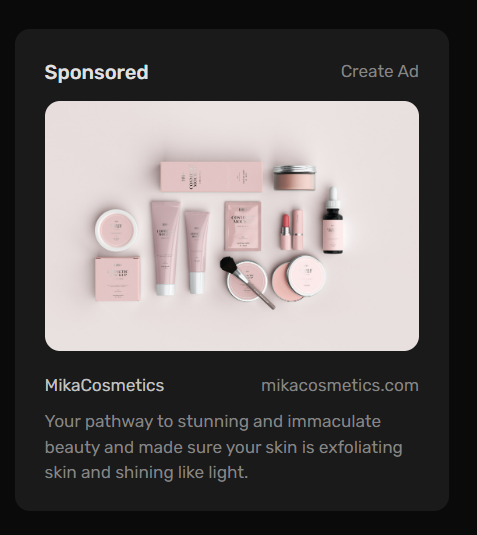 Sponsored Create Ad
MikaCosmetics mikacosmetics.com
Your pathway to stunning and immaculate
beauty and made sure your skin is exfoliating
skin and shining like light.